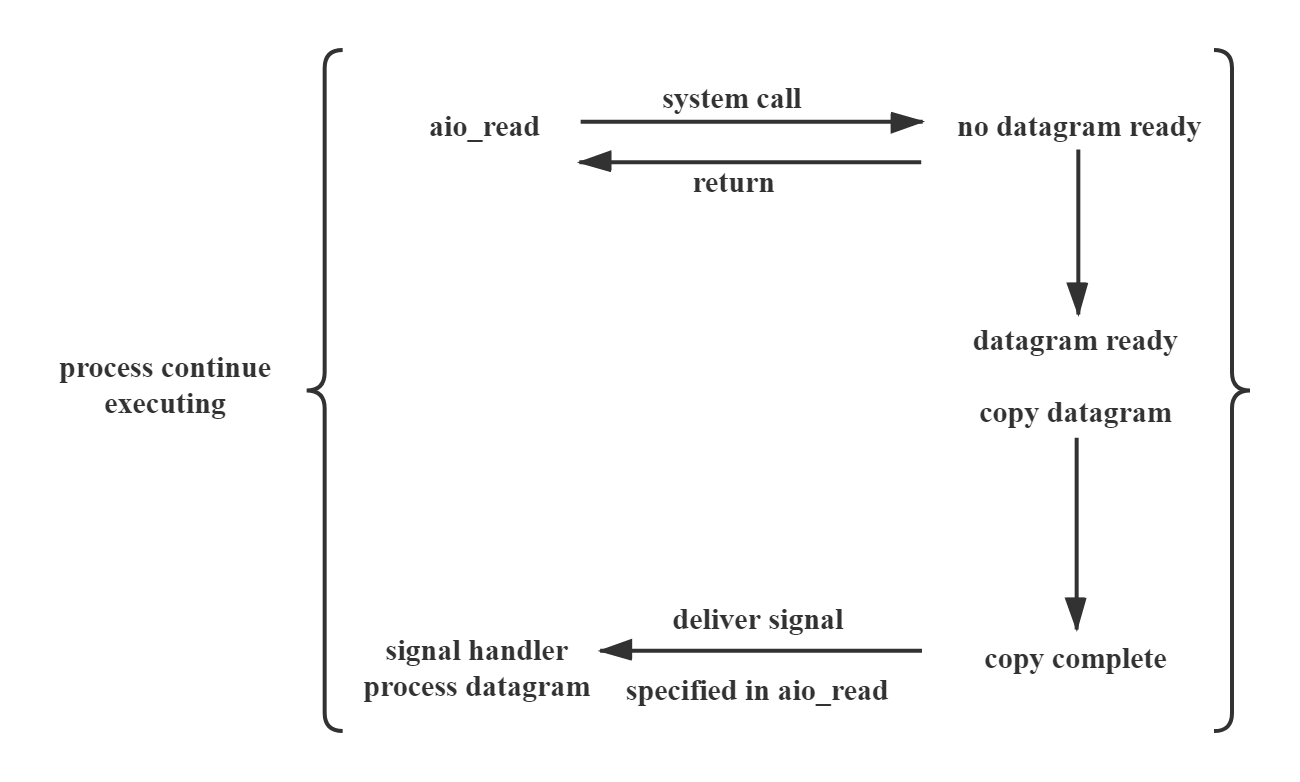 system call
aio_read
no datagram ready
return
datagram ready
process continue
executing
copy datagram
deliver signal
signal handler
process datagram
copy complete
specified in aio_read